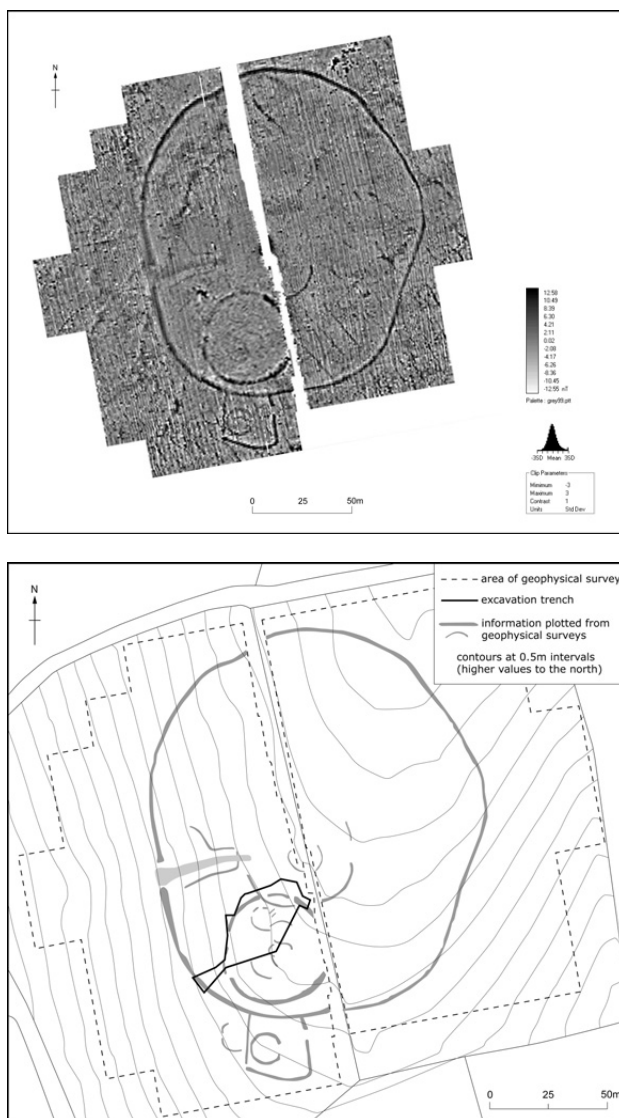 N
12.58
10.49
8.39
6.30
4.21
2.11
0.02
-2.08
-4.17
-6.26
-8.36
-10.45
-12.55 nT
Palette : grey99.plt
-3SD Mean 3SD
Clip Parameters
Minimum -3
Maximum 3
Contrast 1
Units Std Dev
0 25 50m
N
area of geophysical survey
excavation trench
information plotted from
geophysical surveys
contours at 0.5m intervals
(higher values to the north)
0 25 50m